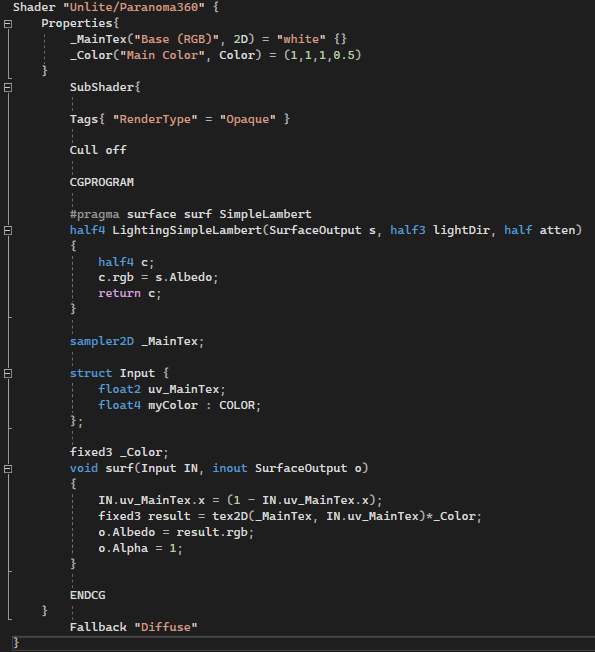 Shader "Unlite/Paranoma360" {
    Properties{
        _MainTex("Base (RGB)", 2D) = "white" {}
        _Color("Main Color", Color) = (1,1,1,0.5)
    }
        SubShader{
        Tags{ "RenderType" = "Opaque" }
        Cull off
        CGPROGRAM
        #pragma surface surf SimpleLambert
        half4 LightingSimpleLambert(SurfaceOutput s, half3 lightDir, half atten)
        {
            half4 c;
            c.rgb = s.Albedo;
            return c;
        }
        sampler2D _MainTex;
        struct Input {
            float2 uv_MainTex;
            float4 myColor : COLOR;
        };
        fixed3 _Color;
        void surf(Input IN, inout SurfaceOutput o)
        {
            IN.uv_MainTex.x = (1 - IN.uv_MainTex.x);
            fixed3 result = tex2D(_MainTex, IN.uv_MainTex)*_Color;
            o.Albedo = result.rgb;
            o.Alpha = 1;
        }
        ENDCG
    }
        Fallback "Diffuse"
}